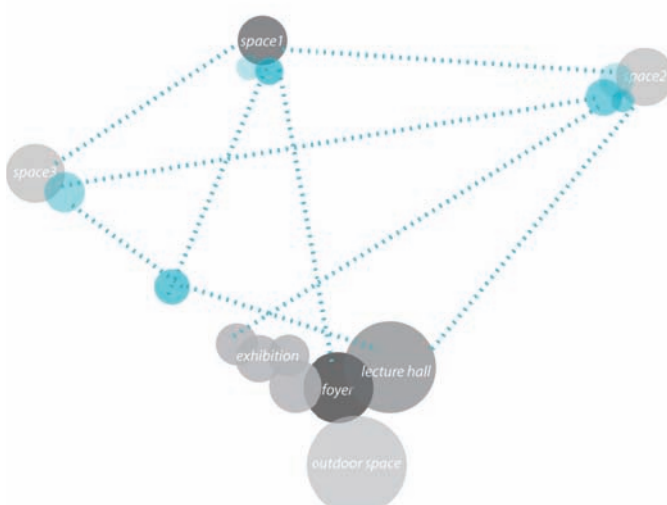 space1
space2
space3
exhibition
lecture hall
foyer
outdoor space